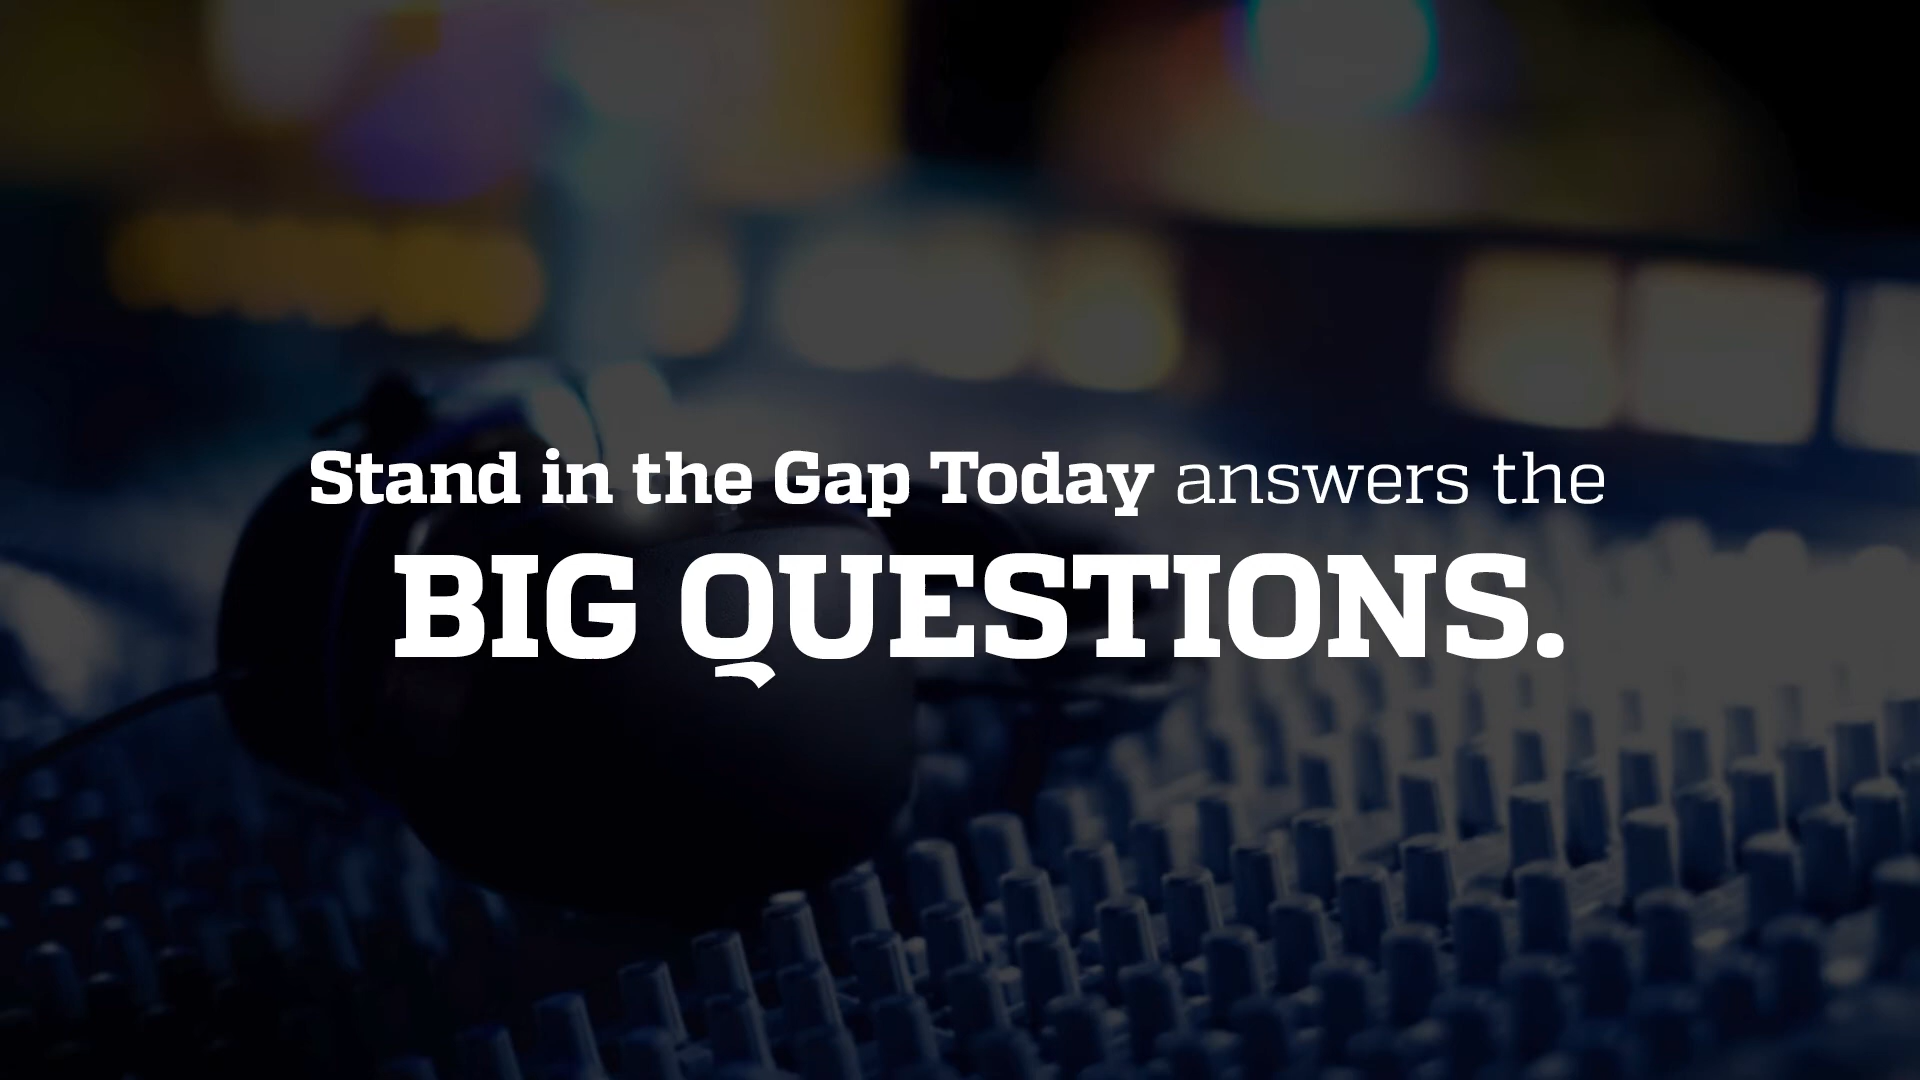 Stand in the Gap Today answers the
BIG QUESTIONS.